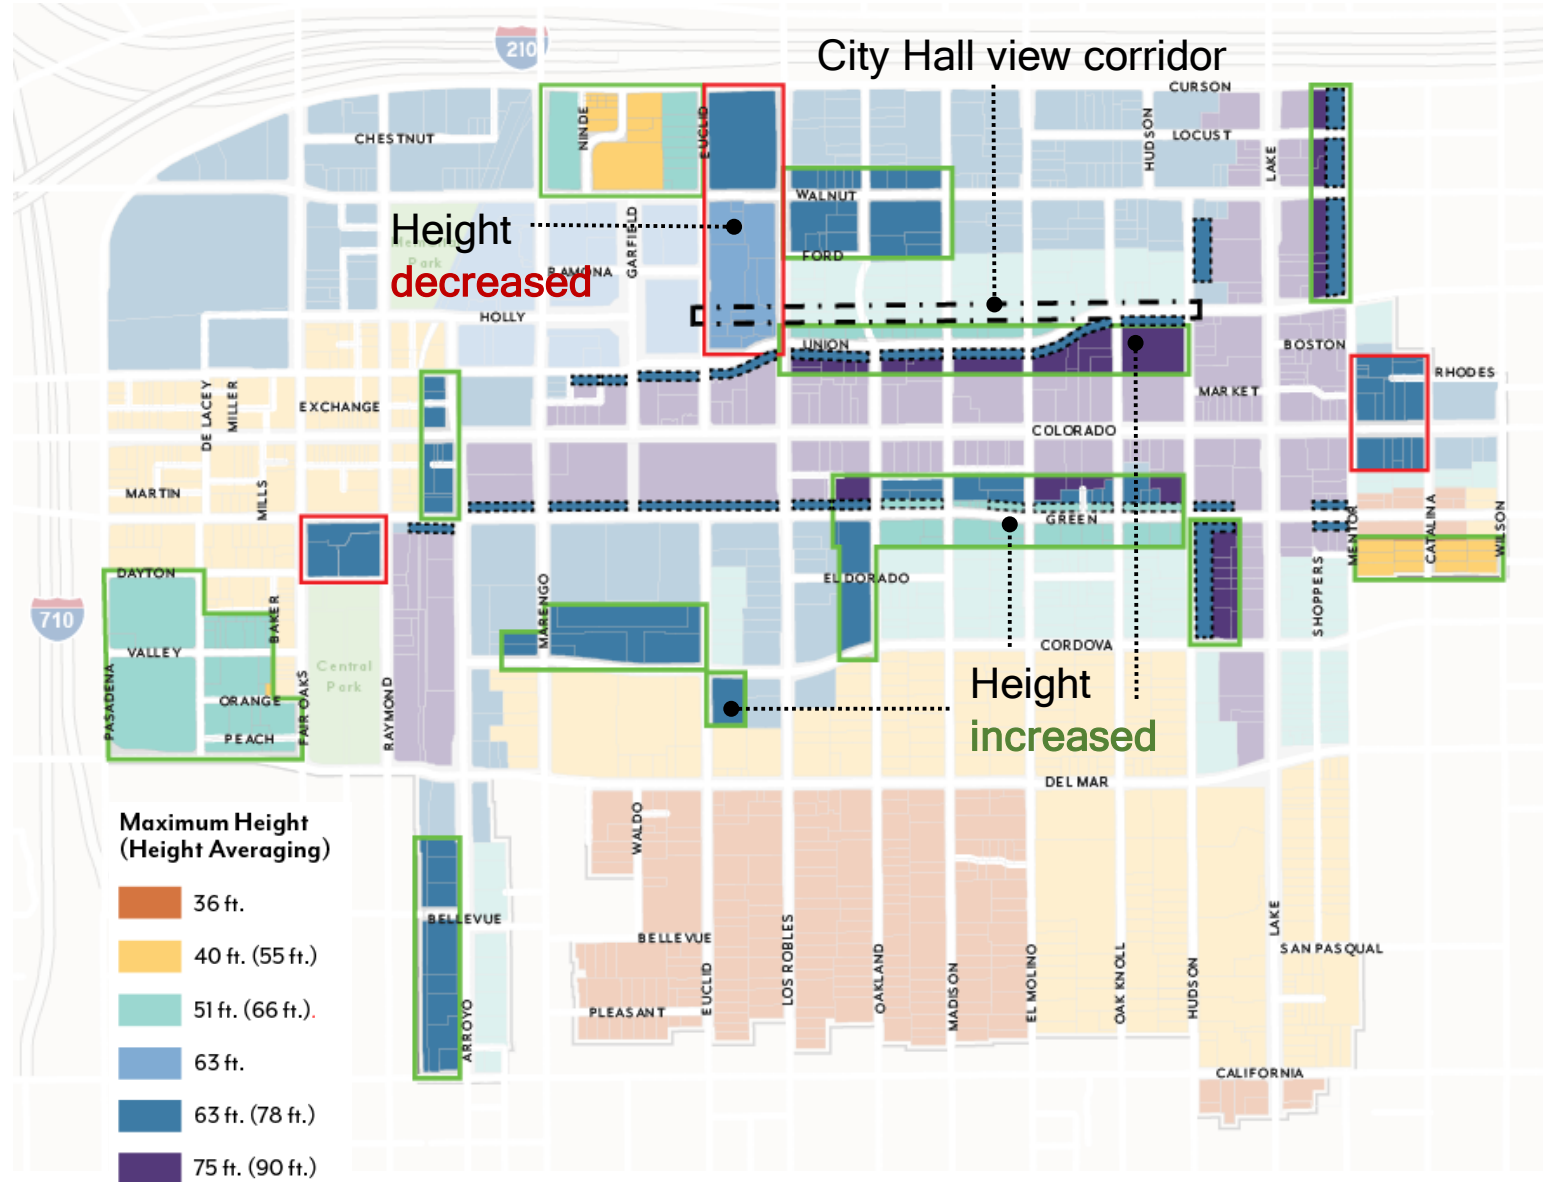 City Hall view corridor
210
CURSON
CHESTNUT
NINDE
EUCLID
HUDSON
LOCUST
LAKE
WALNUT
Height
decreased
Park
GARFIELD
RAMONA
FORD
HOLLY
UNION
BOSTON
RHODES
DE LACEY
MILLER
EXCHANGE
MARKET
COLORADO
MARTIN
MILLS
GREEN
MENTOR
CATALINA
WILSON
DAYTON
EL DORADO
SHOPPERS
710
BAKER
MARENGO
VALLEY
CORDOVA
Central
Park
PASADENA
ORANGE
FAIR OAKS
RAYMOND
PEACH
Height
increased
DEL MAR
Maximum Height
(Height Averaging)
36 ft.
40 ft. (55 ft.)
51 ft. (66 ft.).
63 ft.
63 ft. (78 ft.)
75 ft. (90 ft.)
WALDO
BELLEVUE
BELLEVUE
EUCLID
LOS ROBLES
OAKLAND
MADISON
EL MOLINO
OAK KNOLL
HUDSON
LAKE
SAN PASQUAL
PLEASANT
ARROYO
CALIFORNIA